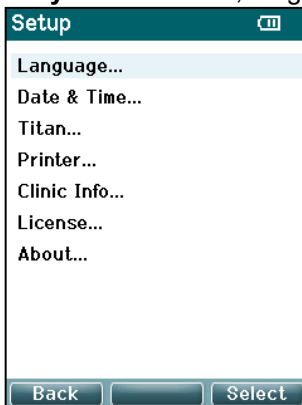 Setup
Language...
Date & Time...
Titan...
Printer...
Clinic Info...
License...
About...
Back Select